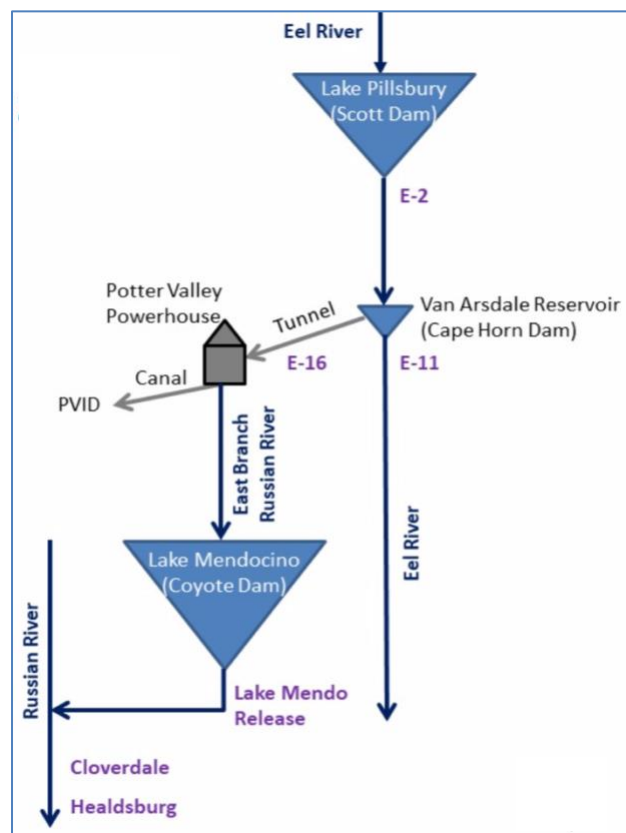 Eel River
Lake Pillsbury
(Scott Dam)
E-2
Potter Valley
Powerhouse
Tunnel
Van Arsdale Reservoir
(Cape Horn Dam)
E-16
E-11
Canal
PVID
East Branch
Russian River
Eel River
Lake Mendocino
(Coyote Dam)
Russian River
Lake Mendo
Release
Cloverdale
Healdsburg